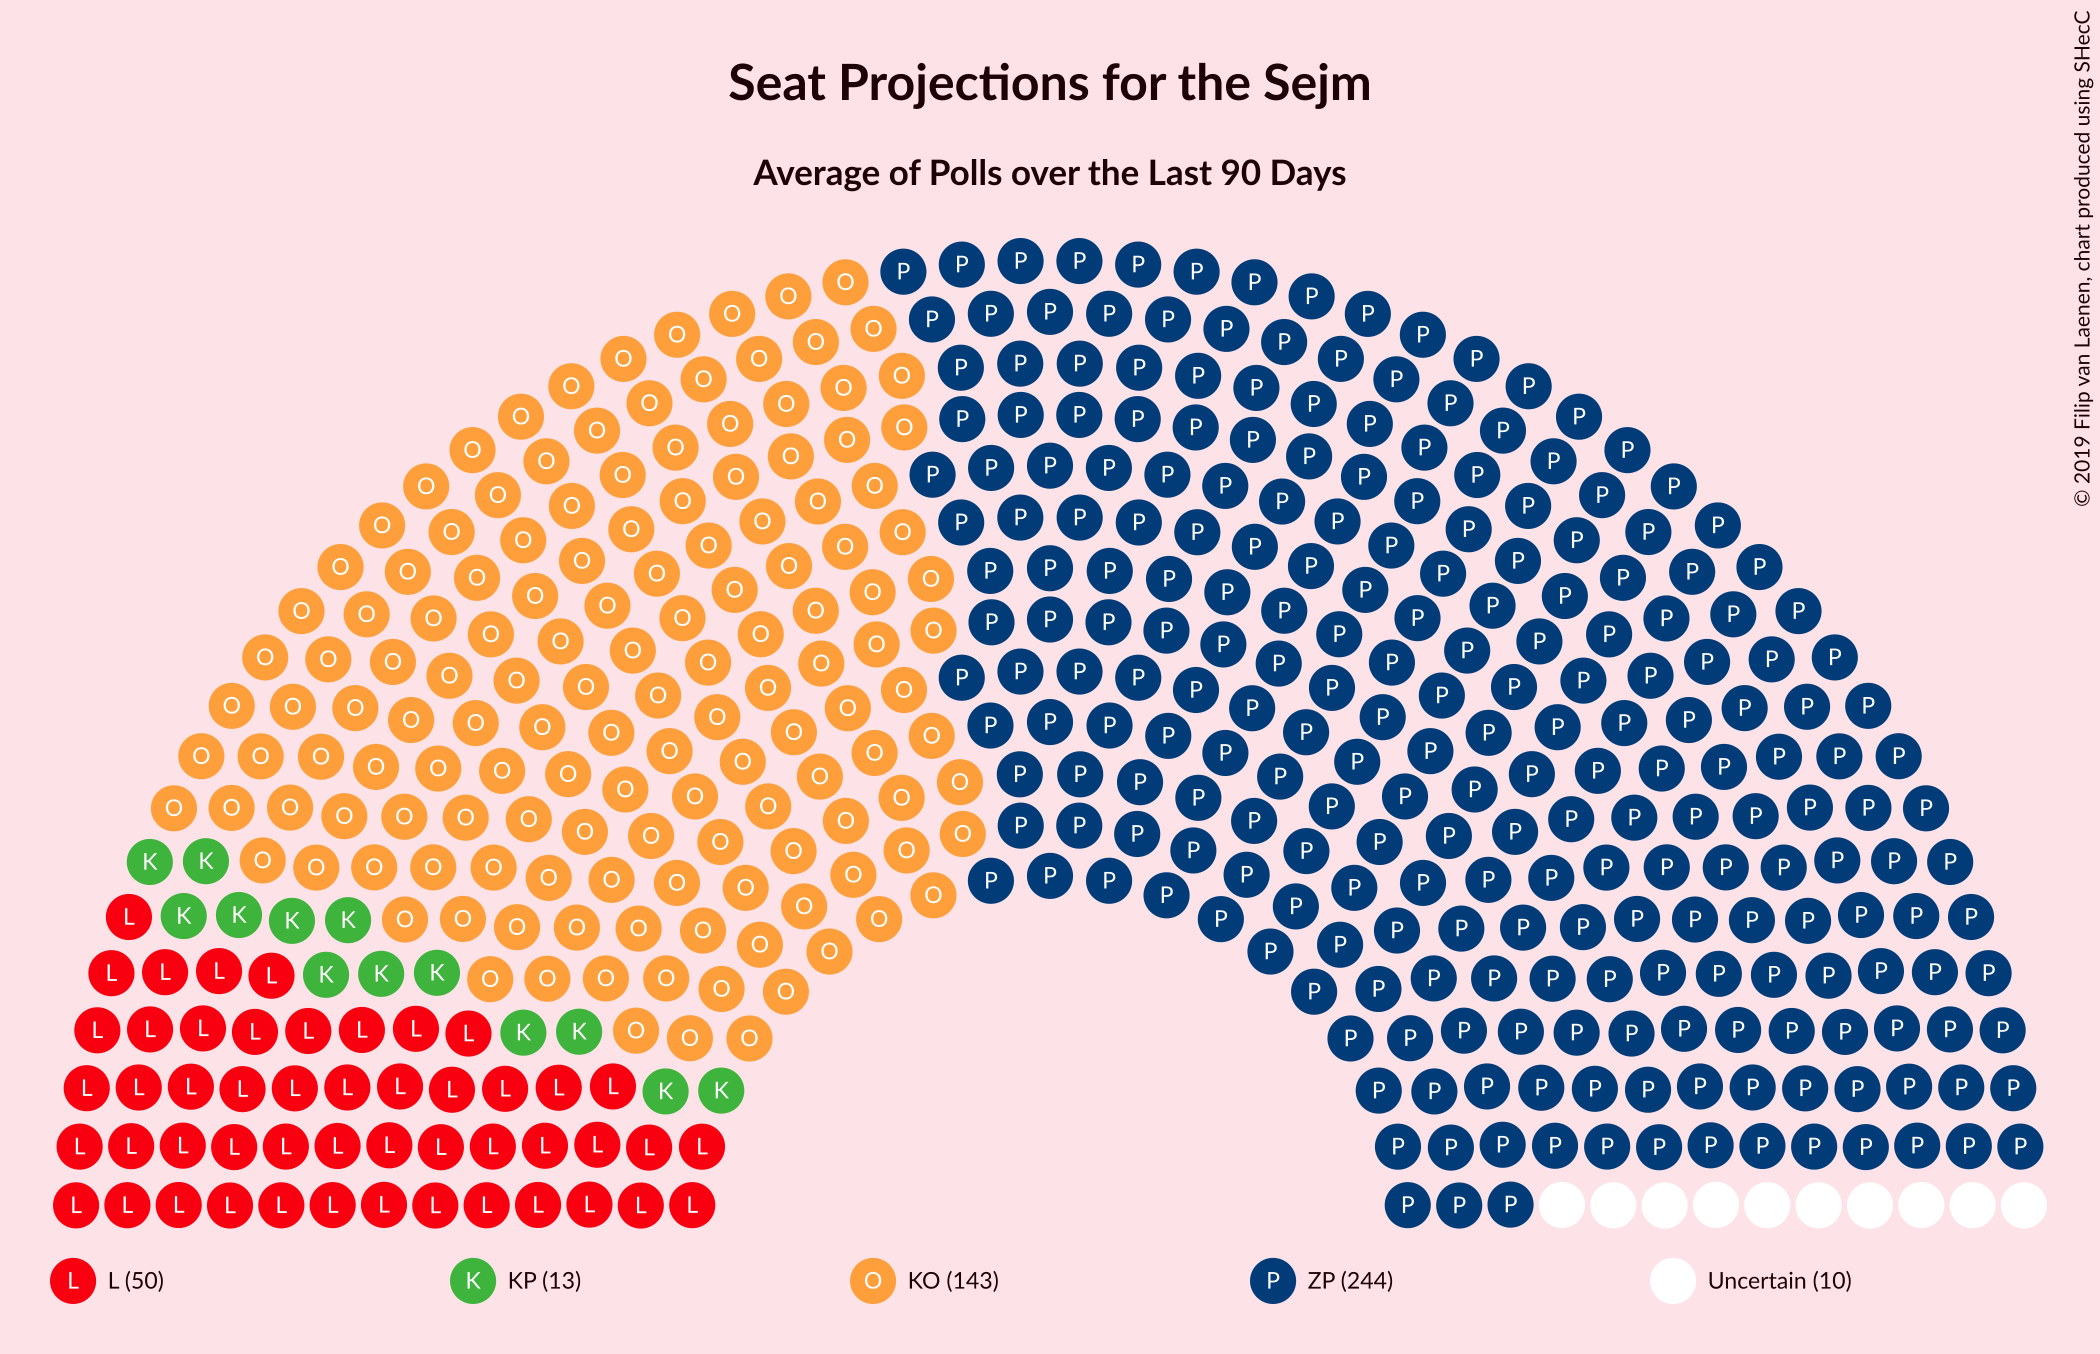 Seat Projections for the Sejm
Average of Polls over the Last 90 Days
© 2019 Filip van Laenen, chart produced using SHecC
O O O O O O O O O O O O O O O O O O O O O O O O O O O O O O O O O O O O O O O O O O O O O O O O O O O O O O O O O O O O O O O O O O O O O O O O O O O O O O O O O O O O O O O O O O O O O O O O O O O O O O O O O O O O O O O O O O O O O O O O O O O O O O O O O O O O O O O O O O O
L L (50)
K KP (13)
O KO (143)
P ZP (244)
Uncertain (10)